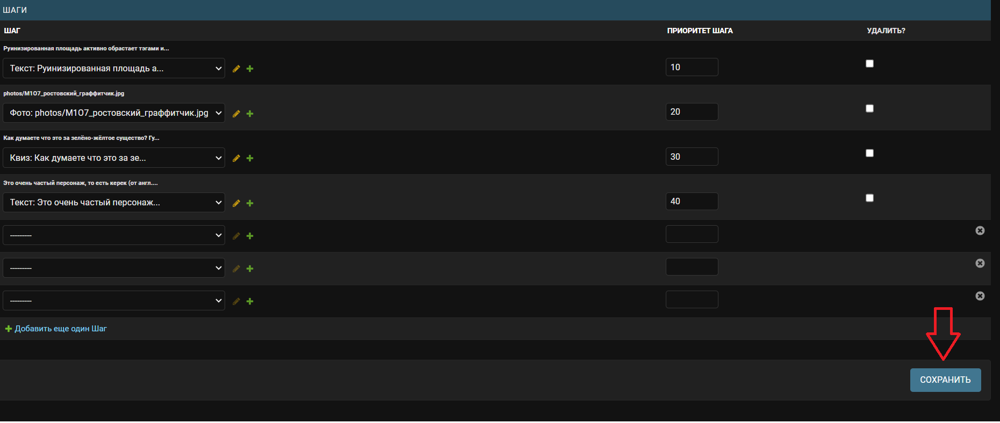 ШАГИ
ШАГ ПРИОРИТЕТ ШАГА УДАЛИТЬ?
Руинизированная площадь активно обрастает тэгами и...
Текст: Руинизированная площадь а... 10
photos/М1О7_ростовский_граффитчик.jpg
Фото: photos/М1О7_ростовский_граффитчик.jpg 20
Как думаете что это за зелёно-жёлтое существо? Гу...
Квиз: Как думаете что это за зе... 30
Это очень частый персонаж, то есть керек (от англ....
Текст: Это очень частый персонаж... 40
---------
---------
---------
Добавить еще один Шаг
СОХРАНИТЬ